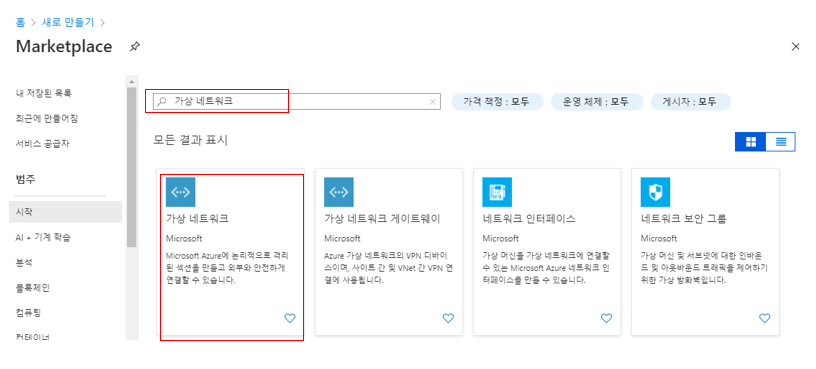 홈 > 새로 만들기 >
Marketplace
내 저장된 목록
최근에 만들어짐
서비스 공급자
범주
시작
AI + 기계 학습
분석
블록체인
컴퓨팅
컨테이너
가상 네트워크
가격 책정 : 모두
운영 체제 : 모두
게시자 : 모두
모든 결과 표시
가상 네트워크
Microsoft
Microsoft Azure에 논리적으로 격리
된 섹션을 만들고 외부와 안전하게
연결할 수 있습니다.
가상 네트워크 게이트웨이
Microsoft
Azure 가상 네트워크의 VPN 디바
이스이며, 사이트 간 및 VNet 간 VPN 연
결에 사용됩니다.
네트워크 인터페이스
Microsoft
가상 머신을 가상 네트워크에 연결할
수 있는 Microsoft Azure 네트워크 인
터페이스를 만들 수 있습니다.
네트워크 보안 그룹
Microsoft
가상 머신 및 서브넷에 대한 인바운
드 및 아웃바운드 트래픽을 제어하기
위한 가상 방화벽입니다.